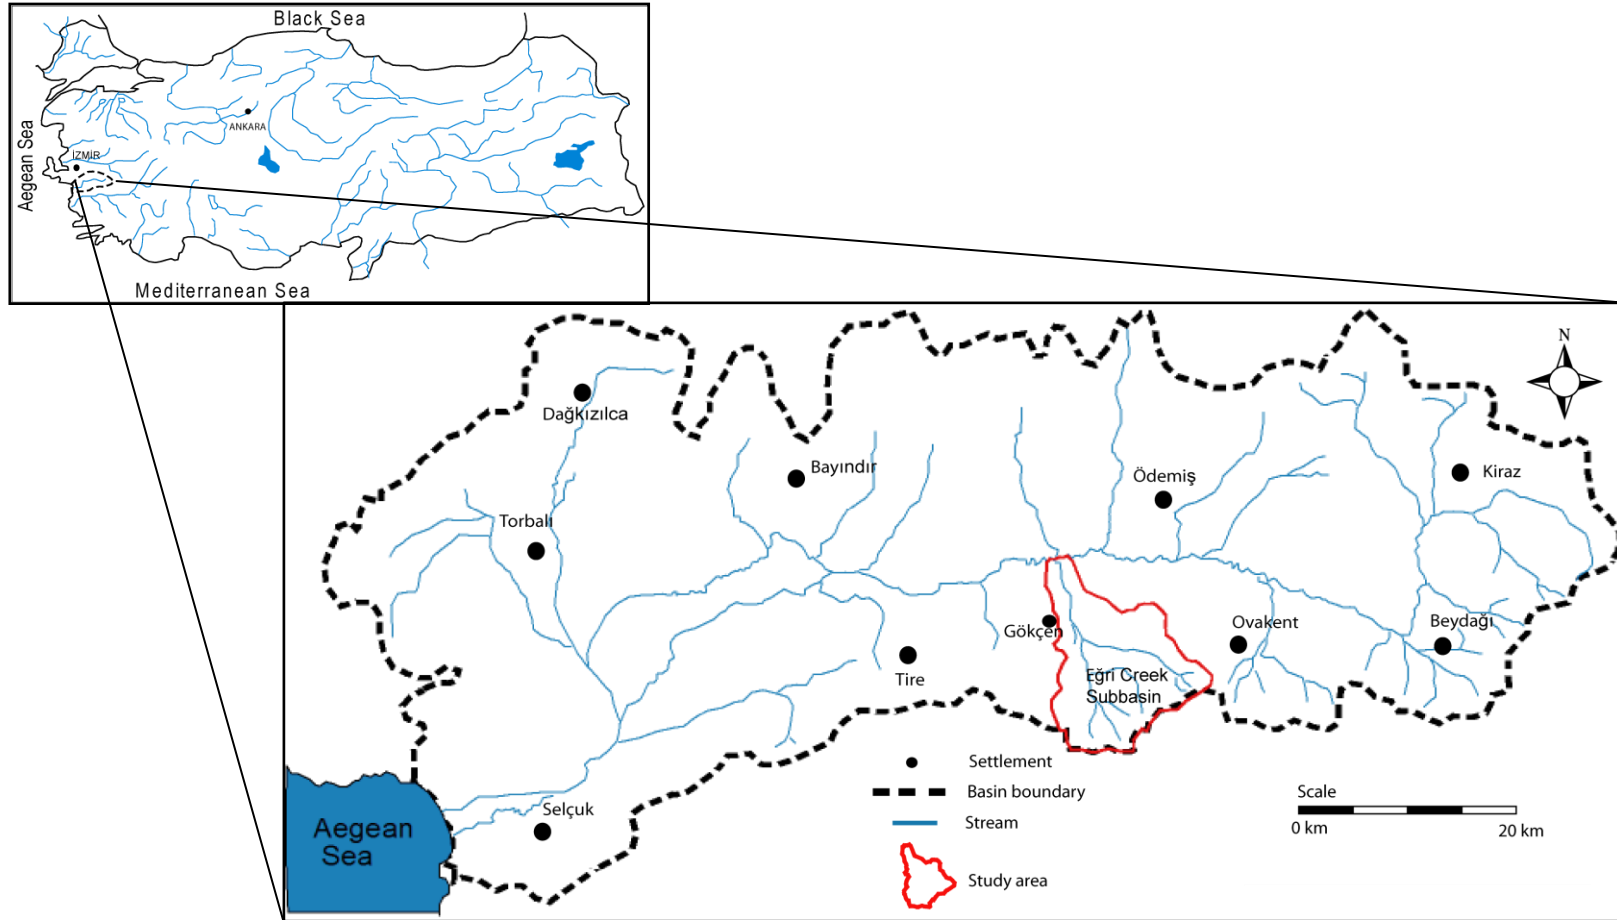 Black Sea
Aegean Sea
ANKARA
İZMİR
Mediterranean Sea
N
Dağkızılca
Bayındır
Ödemiş
Kiraz
Torbalı
Gökçen
Ovakent
Beydağı
Tire
Eğri Creek
Subbasin
Selçuk
Aegean
Sea
Settlement
Basin boundary
Stream
Study area
Scale
0 km
20 km